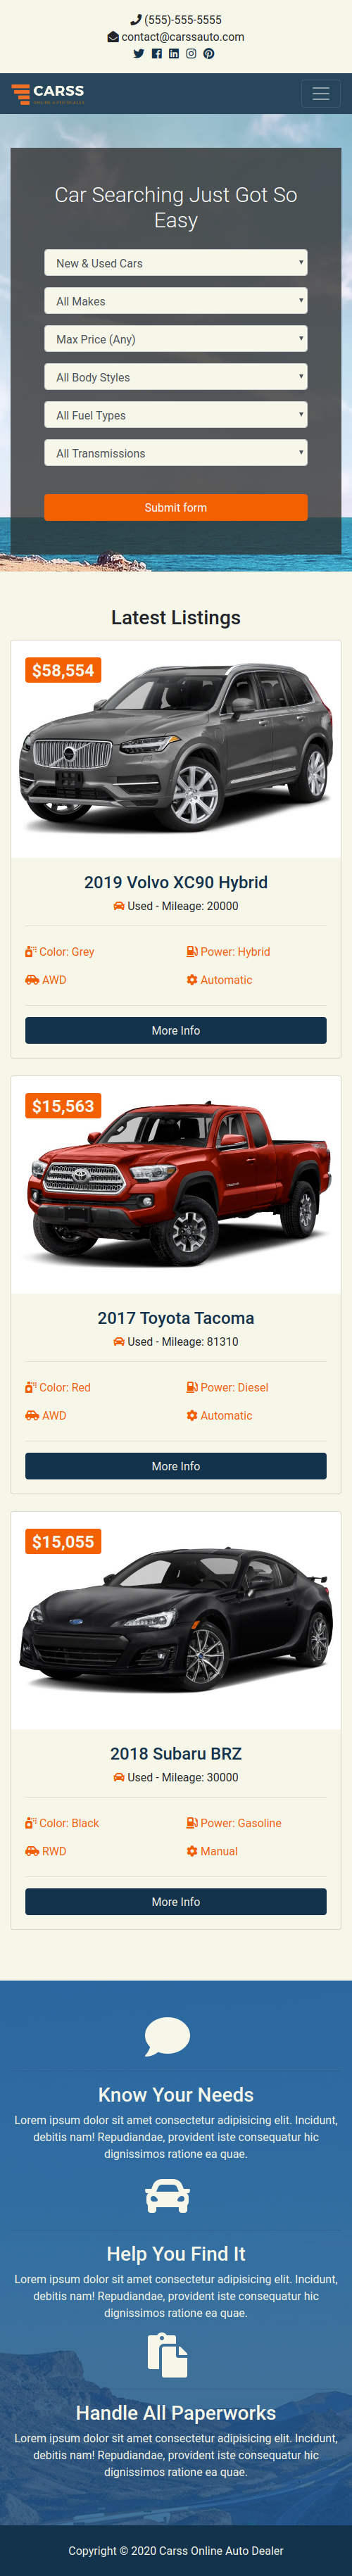 (555)-555-5555
contact@carssauto.com
CARSS
ONLINE AUTO DEALER
Car Searching Just Got So
Easy
New & Used Cars
All Makes
Max Price (Any)
All Body Styles
All Fuel Types
All Transmissions
Submit form
Latest Listings
$58,554
2019 Volvo XC90 Hybrid
Used - Mileage: 20000
Color: Grey
Power: Hybrid
AWD
Automatic
More Info
$15,563
2017 Toyota Tacoma
Used - Mileage: 81310
Color: Red
Power: Diesel
AWD
Automatic
More Info
$15,055
2018 Subaru BRZ
Used - Mileage: 30000
Color: Black
Power: Gasoline
RWD
Manual
More Info
Know Your Needs
Lorem ipsum dolor sit amet consectetur adipisicing elit. Incidunt,
debitis nam! Repudiandae, provident iste consequatur hic
dignissimos ratione ea quae.
Help You Find It
Lorem ipsum dolor sit amet consectetur adipisicing elit. Incidunt,
debitis nam! Repudiandae, provident iste consequatur hic
dignissimos ratione ea quae.
Handle All Paperworks
Lorem ipsum dolor sit amet consectetur adipisicing elit. Incidunt,
debitis nam! Repudiandae, provident iste consequatur hic
dignissimos ratione ea quae.
Copyright © 2020 Carss Online Auto Dealer